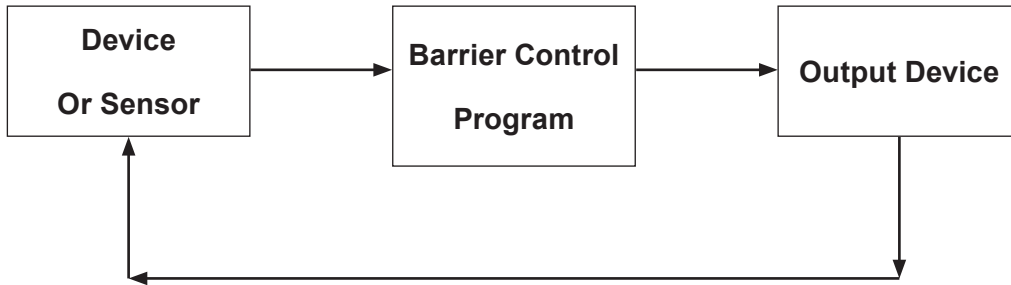 Device
Or Sensor
Barrier Control
Program
Output Device